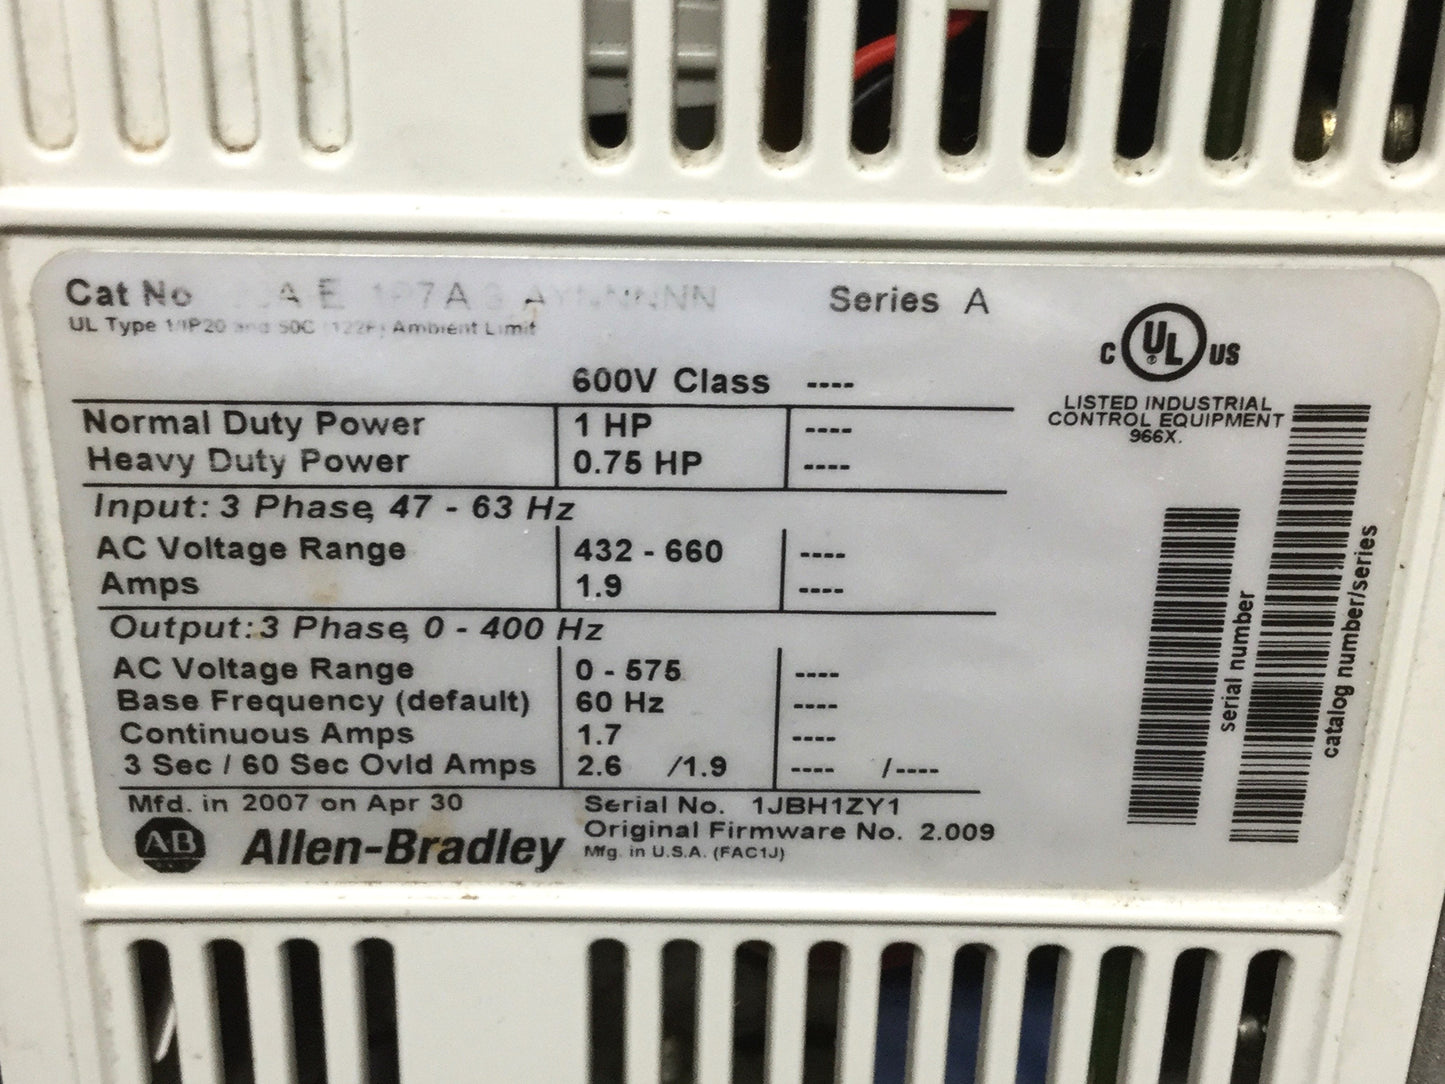 Cat No A E 1P7 A AYNNNNN Series A
UL Type 1/IP20 and 50C (122F) Ambient Limit
C UL US
LISTED INDUSTRIAL
CONTROL EQUIPMENT
966X.
600V Class ----
Normal Duty Power 1 HP ----
Heavy Duty Power 0.75 HP ----
Input: 3 Phase, 47 - 63 Hz
AC Voltage Range 432 - 660 ----
Amps 1.9 ----
Output: 3 Phase, 0 - 400 Hz
AC Voltage Range 0 - 575 ----
Base Frequency (default) 60 Hz ----
Continuous Amps 1.7 ----
3 Sec / 60 Sec Ovld Amps 2.6 /1.9 ---- /----
Mfd. in 2007 on Apr 30 Serial No. 1JBH1ZY1
Original Firmware No. 2.009
AB Allen-Bradley Mfg. in U.S.A. (FAC1J)
serial number
catalog number/series